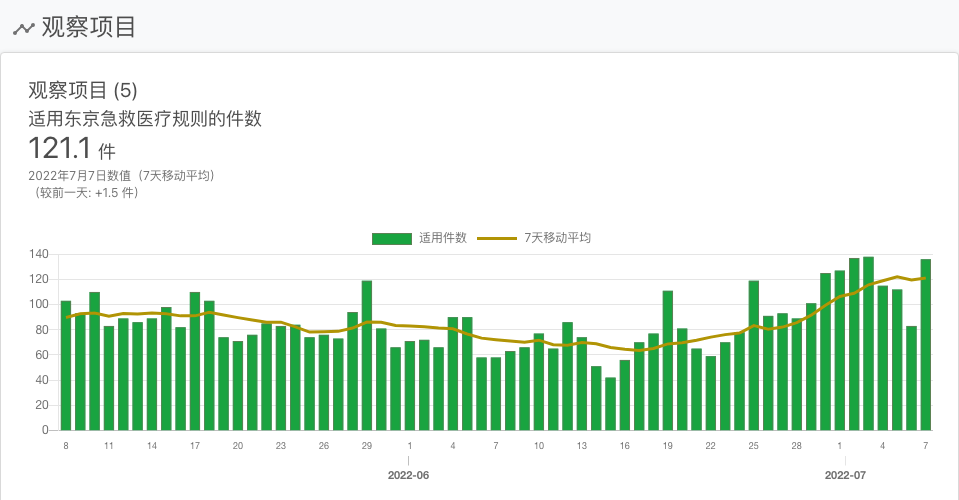 观察项目
观察项目 (5)
适用东京急救医疗规则的件数
121.1 件
2022年7月7日数值（7天移动平均）
（较前一天: +1.5 件）
适用件数 7天移动平均
140
120
100
80
60
40
20
0
8 11 14 17 20 23 26 29 1 4 7 10 13 16 19 22 25 28 1 4 7
2022-06 2022-07